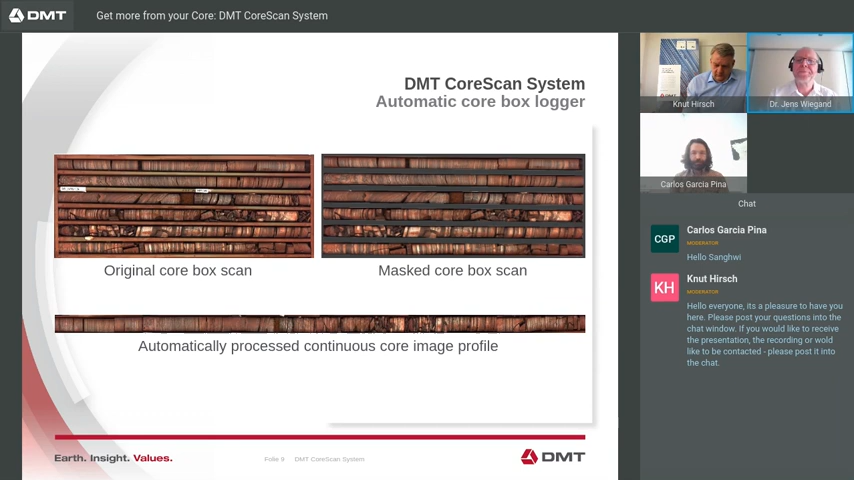 DMT
Get more from your Core: DMT CoreScan System
DMT CoreScan System
Automatic core box logger
Original core box scan
Masked core box scan
Automatically processed continuous core image profile
Earth. Insight. Values.
Folie 9 DMT CoreScan System
DMT
Knut Hirsch
Dr. Jens Wiegand
Carlos Garcia Pina
Chat
CGP
Carlos Garcia Pina
MODERATOR
Hello Sanghwi
KH
Knut Hirsch
MODERATOR
Hello everyone, its a pleasure to have you
here. Please post your questions into the
chat window. If you would like to receive
the presentation, the recording or wold
like to be contacted - please post it into
the chat.